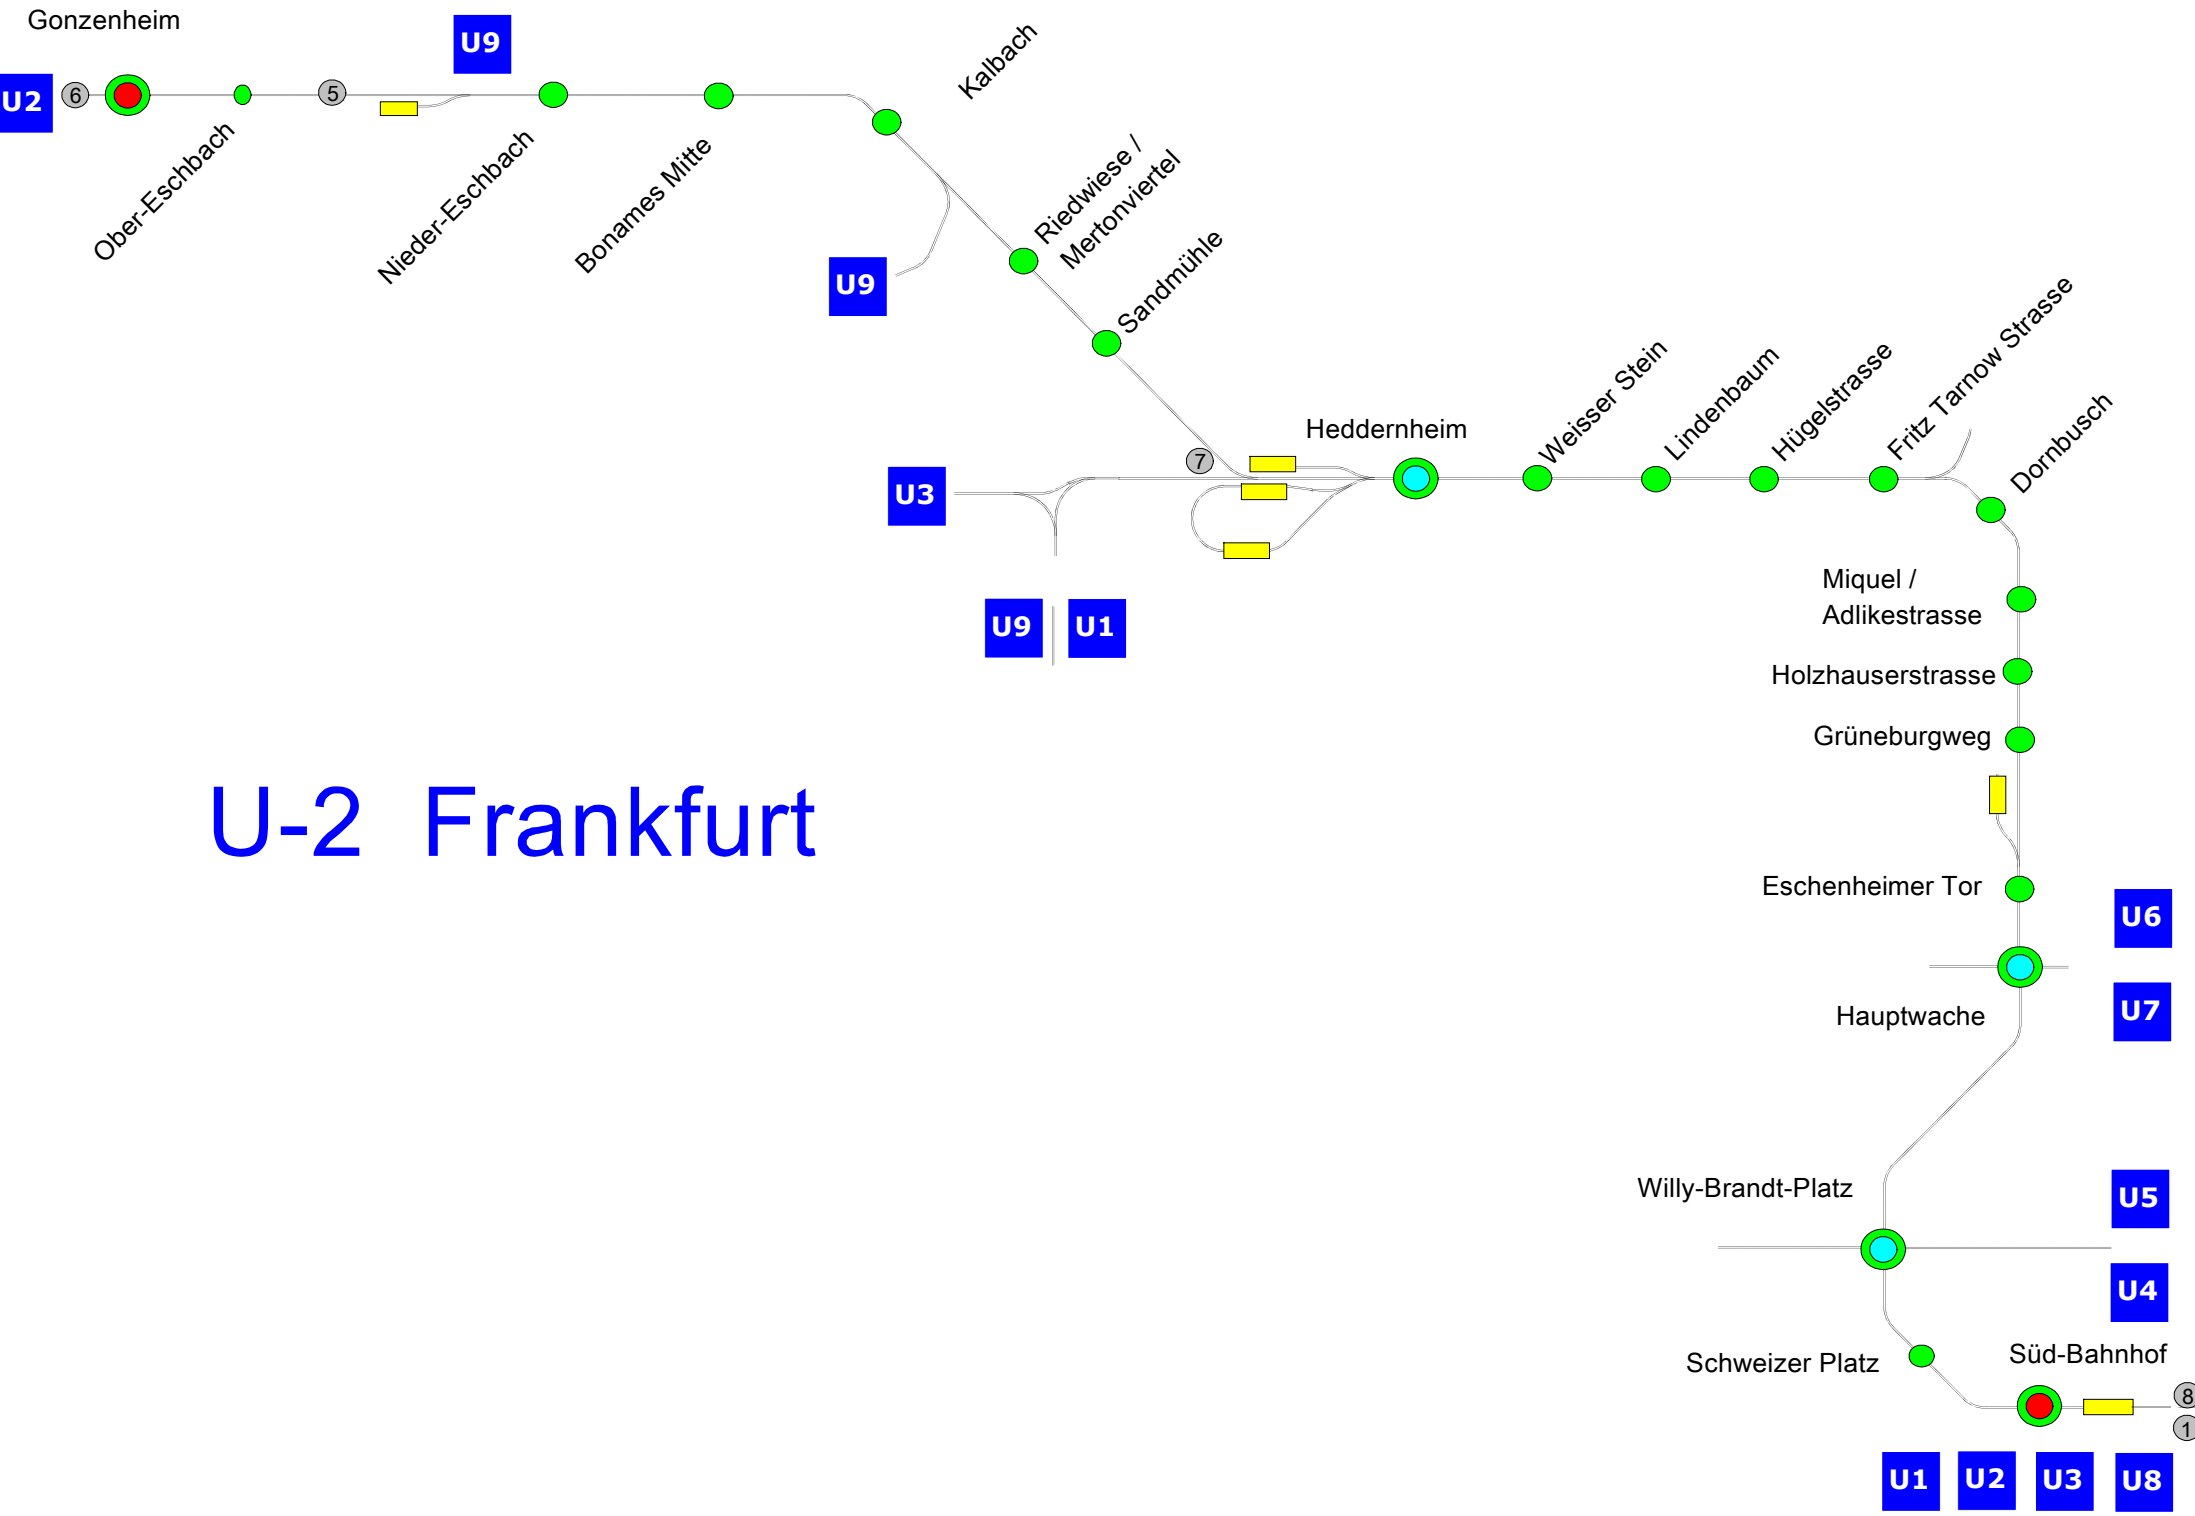 Gonzenheim
U9
U2
6
5
Kalbach
Ober-Eschbach
Nieder-Eschbach
Bonames Mitte
Riedwiese /
Mertonviertel
U9
Sandmühle
Heddernheim
Weisser Stein
Lindenbaum
Hügelstrasse
Fritz Tarnow Strasse
Dornbusch
7
U3
U9
U1
Miquel /
Adlikestrasse
Holzhauserstrasse
Grüneburgweg
U-2 Frankfurt
Eschenheimer Tor
U6
Hauptwache
U7
Willy-Brandt-Platz
U5
U4
Schweizer Platz
Süd-Bahnhof
8
1
U1
U2
U3
U8